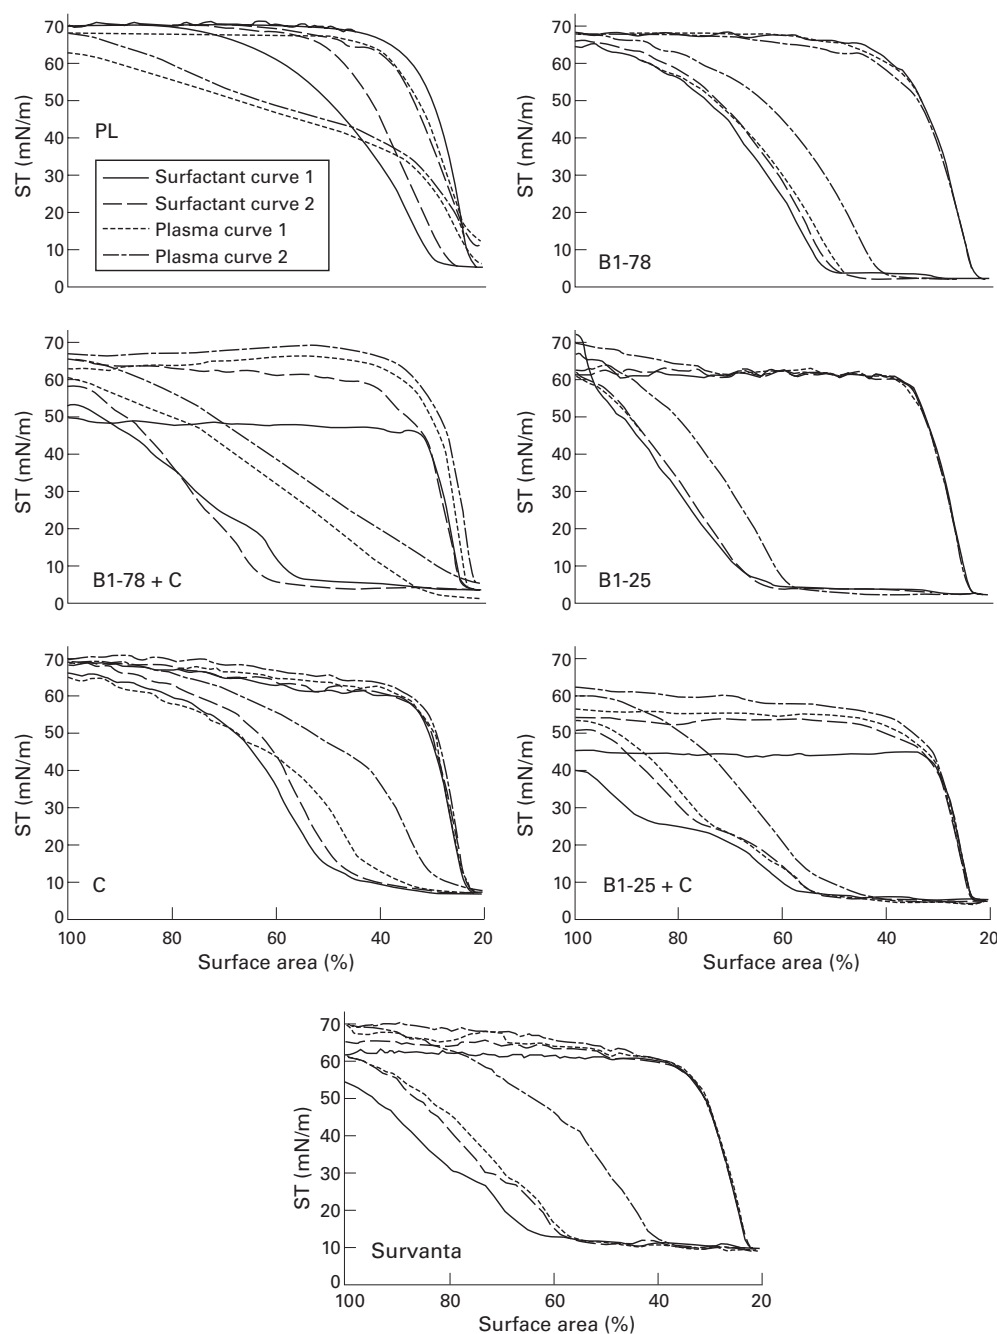 70
60
50
40
30
20
10
0
ST (mN/m)
PL
Surfactant curve 1
Surfactant curve 2
Plasma curve 1
Plasma curve 2
70
60
50
40
30
20
10
0
ST (mN/m)
B1-78
70
60
50
40
30
20
10
0
ST (mN/m)
B1-78 + C
70
60
50
40
30
20
10
0
ST (mN/m)
B1-25
70
60
50
40
30
20
10
0
ST (mN/m)
C
100 80 60 40 20
Surface area (%)
70
60
50
40
30
20
10
0
ST (mN/m)
B1-25 + C
100 80 60 40 20
Surface area (%)
70
60
50
40
30
20
10
0
ST (mN/m)
Survanta
100 80 60 40 20
Surface area (%)